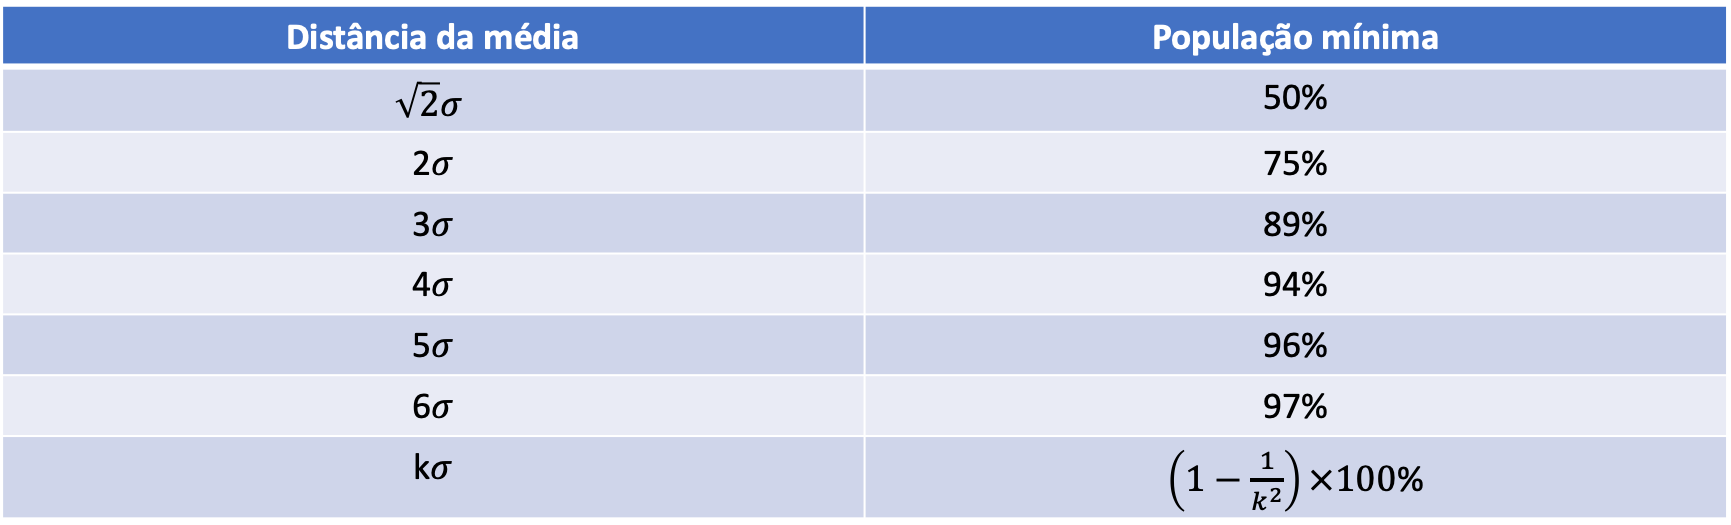 Distância da média População mínima
√2σ 50%
2σ 75%
3σ 89%
4σ 94%
5σ 96%
6σ 97%
kσ (1 − 1/k²) ×100%